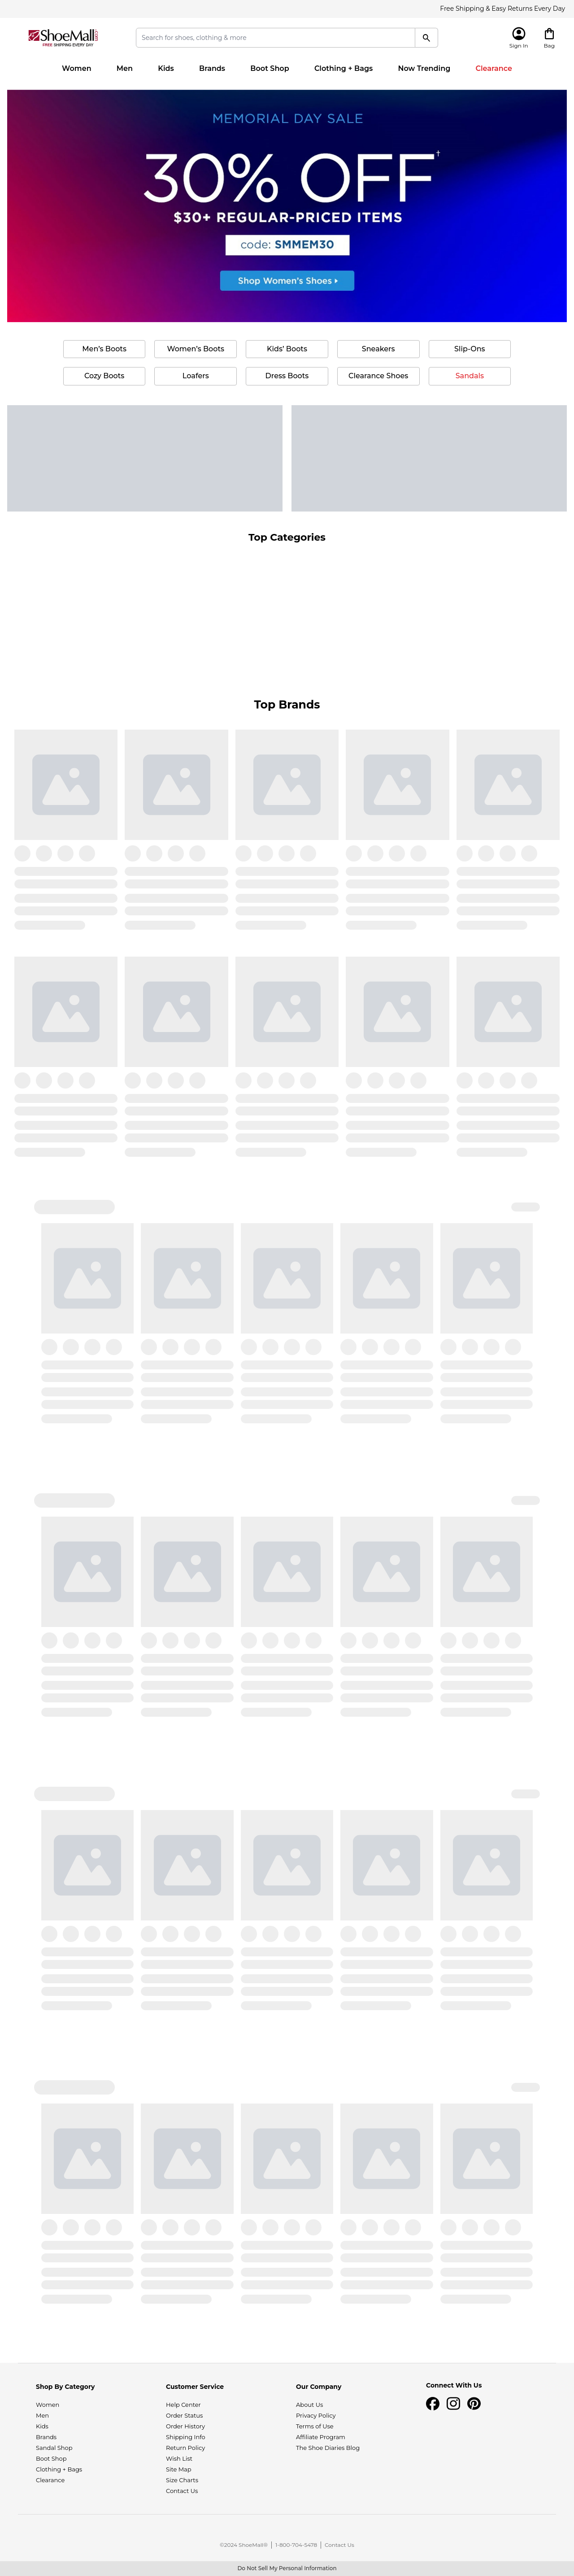 Free Shipping & Easy Returns Every Day
ShoeMall.com
FREE SHIPPING EVERY DAY
Search for shoes, clothing & more
Sign In
Bag
Women
Men
Kids
Brands
Boot Shop
Clothing + Bags
Now Trending
Clearance
MEMORIAL DAY SALE
30% OFF†
$30+ REGULAR-PRICED ITEMS
code: SMMEM30
Shop Women's Shoes
Men's Boots
Women's Boots
Kids' Boots
Sneakers
Slip-Ons
Cozy Boots
Loafers
Dress Boots
Clearance Shoes
Sandals
Top Categories
Top Brands
Shop By Category
Women
Men
Kids
Brands
Sandal Shop
Boot Shop
Clothing + Bags
Clearance
Customer Service
Help Center
Order Status
Order History
Shipping Info
Return Policy
Wish List
Site Map
Size Charts
Contact Us
Our Company
About Us
Privacy Policy
Terms of Use
Affiliate Program
The Shoe Diaries Blog
Connect With Us
©2024 ShoeMall® | 1-800-704-5478 | Contact Us
Do Not Sell My Personal Information